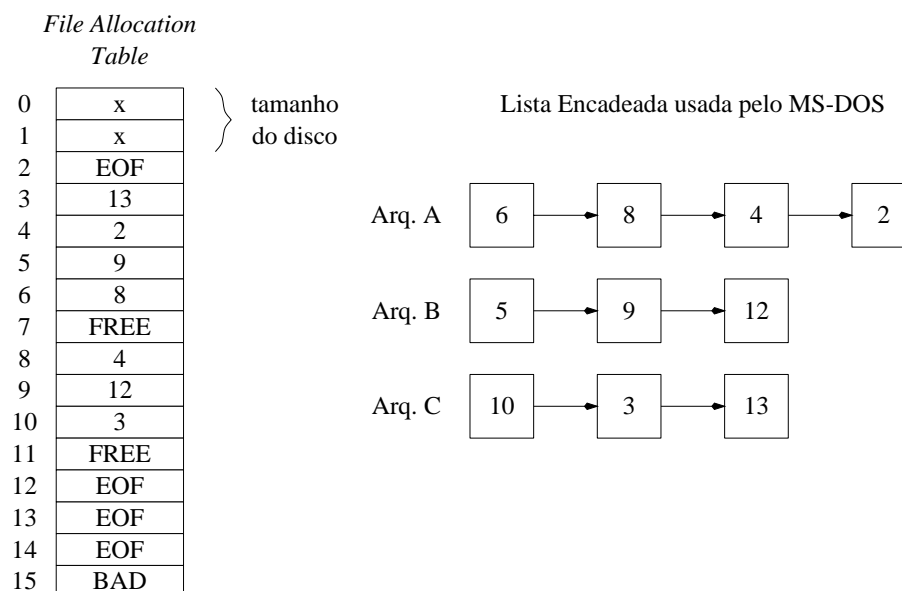 File Allocation
Table
0 x
1 x
2 EOF
3 13
4 2
5 9
6 8
7 FREE
8 4
9 12
10 3
11 FREE
12 EOF
13 EOF
14 EOF
15 BAD
tamanho
do disco
Lista Encadeada usada pelo MS-DOS
Arq. A 6 8 4 2
Arq. B 5 9 12
Arq. C 10 3 13